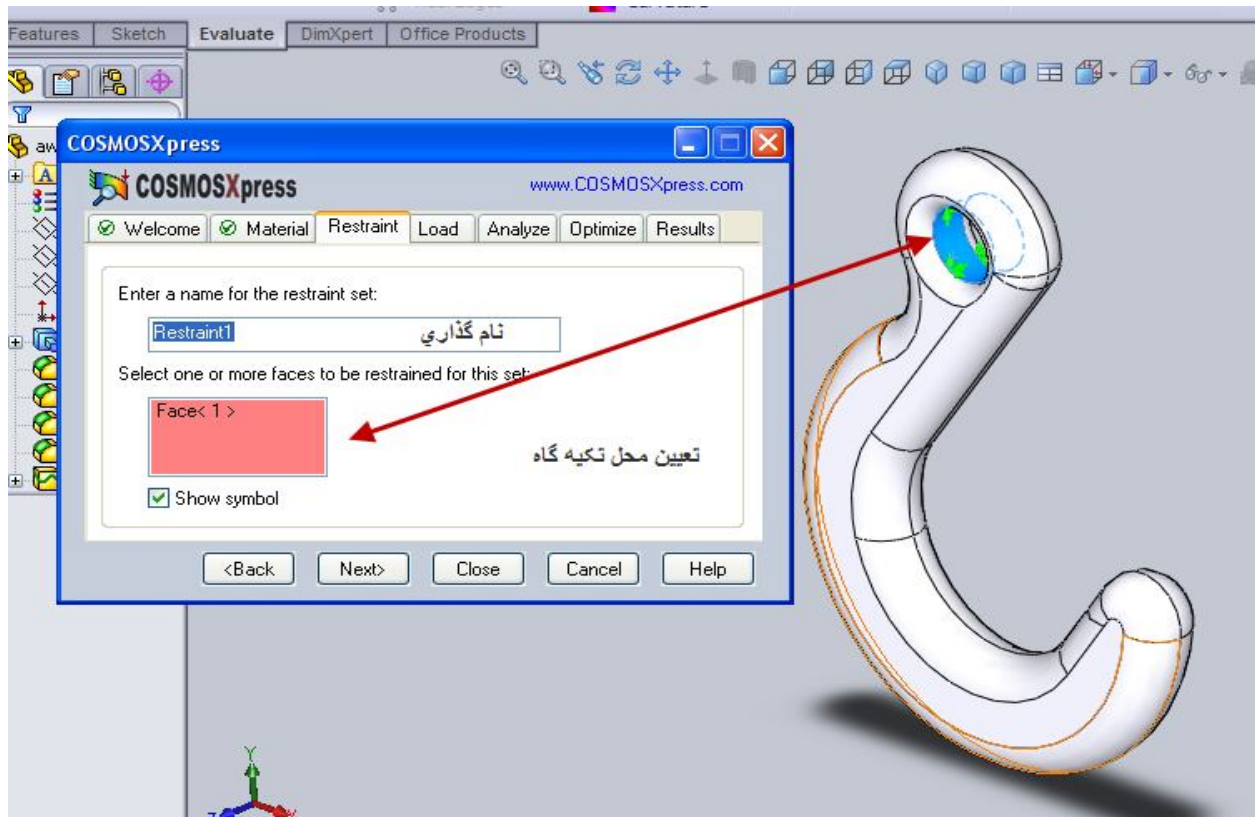 Features Sketch Evaluate DimXpert Office Products
aw
COSMOSXpress
COSMOSXpress
www.COSMOSXpress.com
Welcome Material Restraint Load Analyze Optimize Results
Enter a name for the restraint set:
Restraint1
نام گذاري
Select one or more faces to be restrained for this set:
Face< 1 >
تعيين محل تكيه گاه
Show symbol
<Back Next> Close Cancel Help
Y